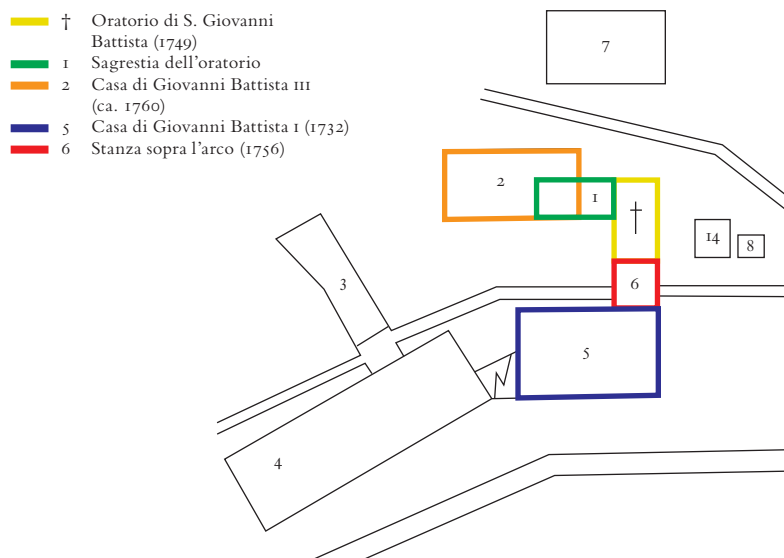 † Oratorio di S. Giovanni
Battista (1749)
1 Sagrestia dell'oratorio
2 Casa di Giovanni Battista III
(ca. 1760)
5 Casa di Giovanni Battista I (1732)
6 Stanza sopra l'arco (1756)
7
2
1
†
14
8
3
6
5
4